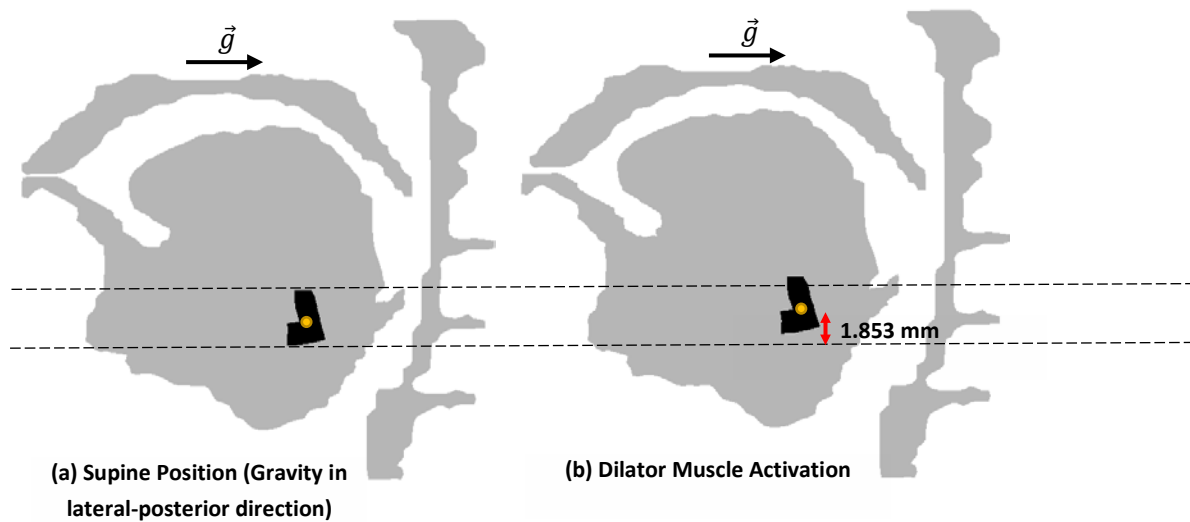 g⃗
g⃗
1.853 mm
(a) Supine Position (Gravity in
lateral-posterior direction)
(b) Dilator Muscle Activation